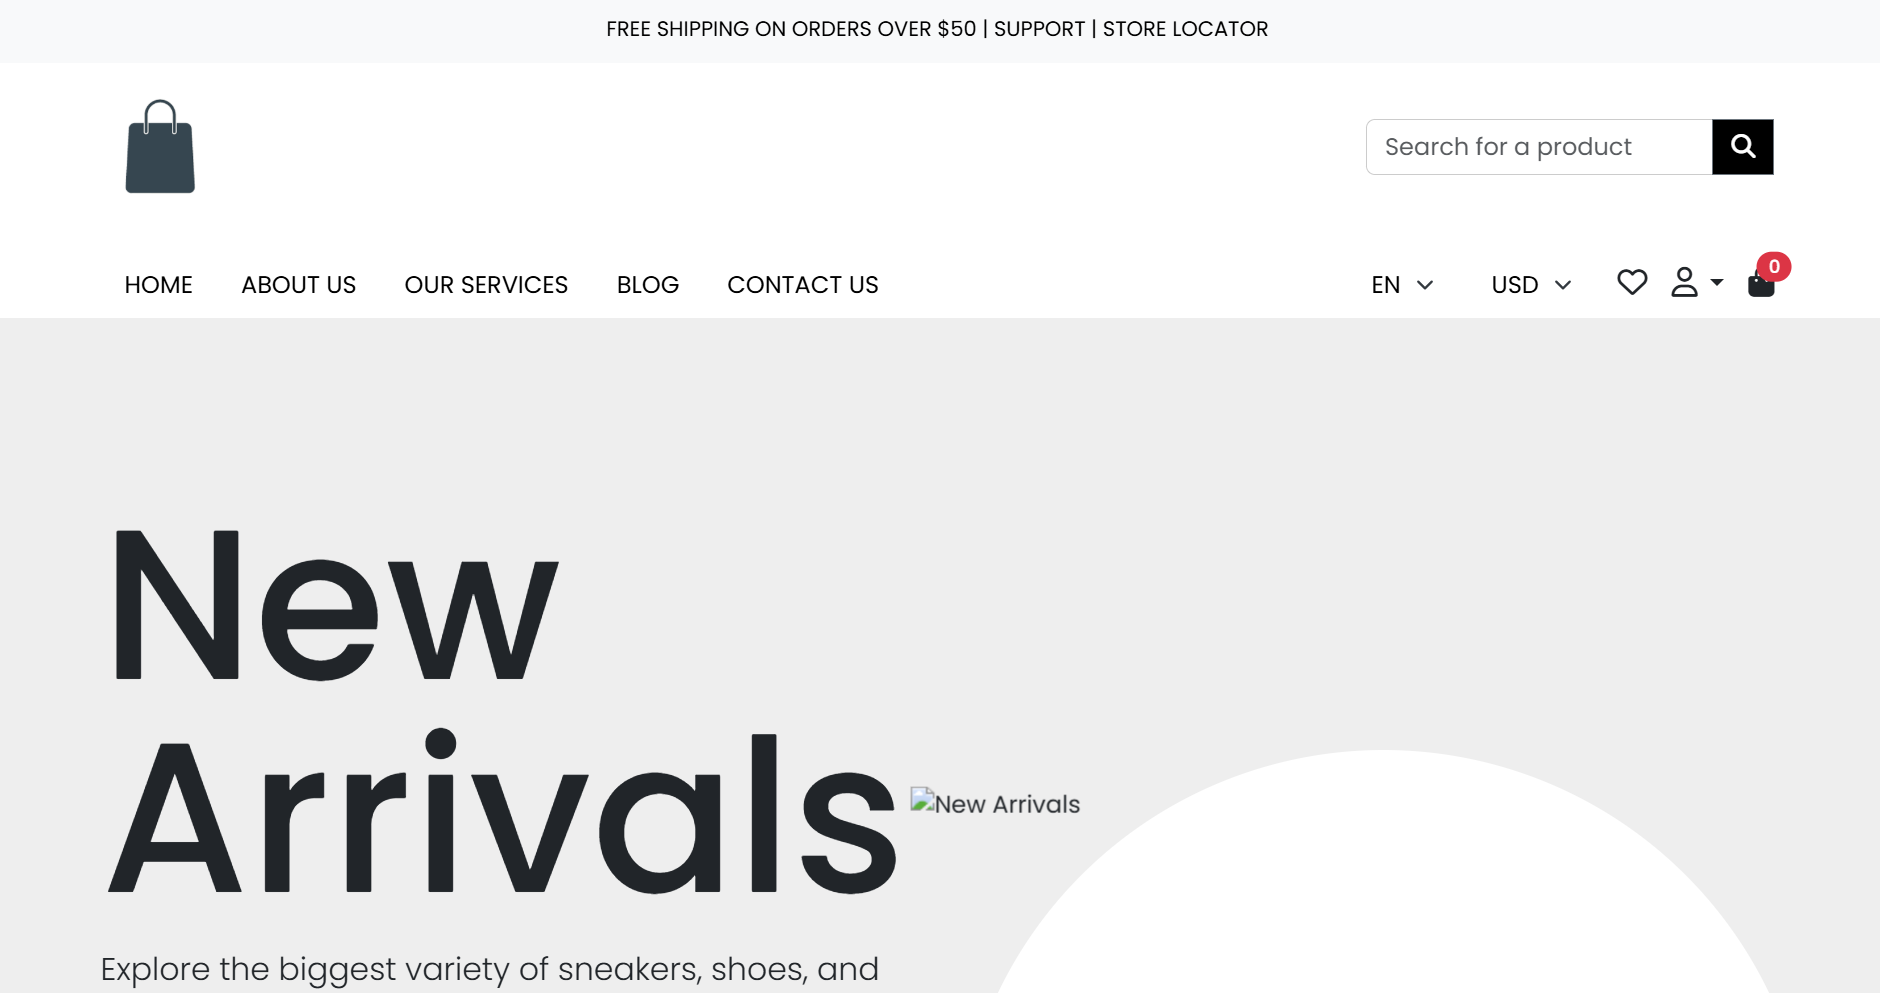 FREE SHIPPING ON ORDERS OVER $50 | SUPPORT | STORE LOCATOR
Search for a product
HOME ABOUT US OUR SERVICES BLOG CONTACT US EN USD 0
New
Arrivals
New Arrivals
Explore the biggest variety of sneakers, shoes, and